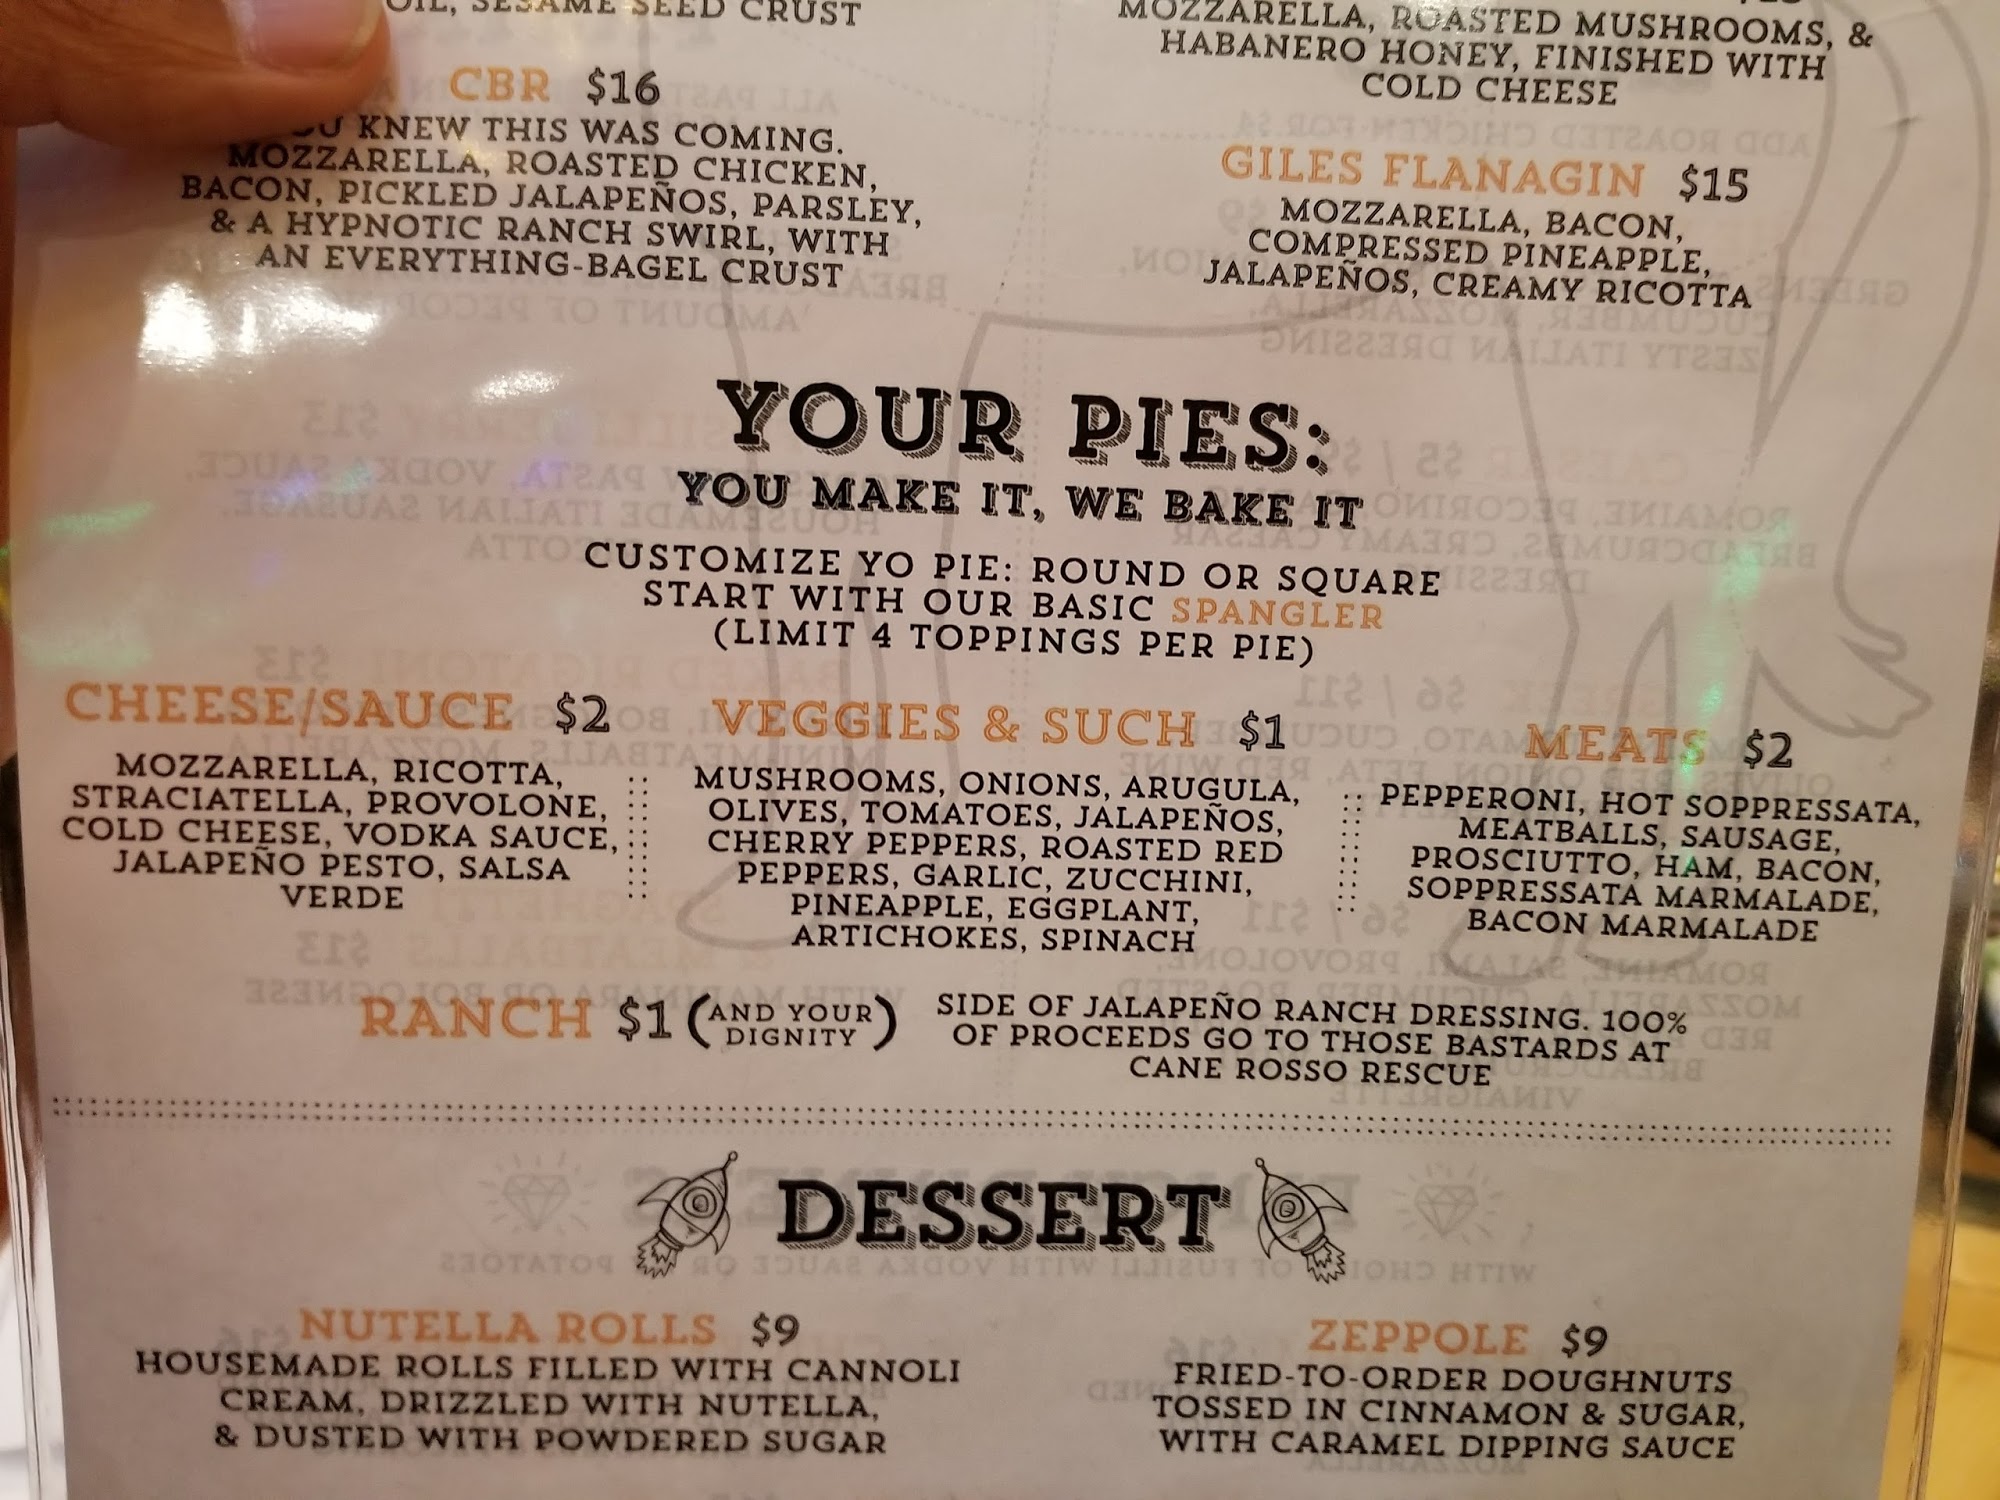 OIL, SESAME SEED CRUST
CBR $16
YOU KNEW THIS WAS COMING.
MOZZARELLA, ROASTED CHICKEN,
BACON, PICKLED JALAPEÑOS, PARSLEY,
& A HYPNOTIC RANCH SWIRL, WITH
AN EVERYTHING-BAGEL CRUST
MOZZARELLA, ROASTED MUSHROOMS, &
HABANERO HONEY, FINISHED WITH
COLD CHEESE
GILES FLANAGIN $15
MOZZARELLA, BACON,
COMPRESSED PINEAPPLE,
JALAPEÑOS, CREAMY RICOTTA
YOUR PIES:
YOU MAKE IT, WE BAKE IT
CUSTOMIZE YO PIE: ROUND OR SQUARE
START WITH OUR BASIC SPANGLER
(LIMIT 4 TOPPINGS PER PIE)
CHEESE/SAUCE $2
MOZZARELLA, RICOTTA,
STRACIATELLA, PROVOLONE,
COLD CHEESE, VODKA SAUCE,
JALAPEÑO PESTO, SALSA
VERDE
VEGGIES & SUCH $1
MUSHROOMS, ONIONS, ARUGULA,
OLIVES, TOMATOES, JALAPEÑOS,
CHERRY PEPPERS, ROASTED RED
PEPPERS, GARLIC, ZUCCHINI,
PINEAPPLE, EGGPLANT,
ARTICHOKES, SPINACH
MEATS $2
PEPPERONI, HOT SOPPRESSATA,
MEATBALLS, SAUSAGE,
PROSCIUTTO, HAM, BACON,
SOPPRESSATA MARMALADE,
BACON MARMALADE
RANCH $1 (AND YOUR
DIGNITY)
SIDE OF JALAPEÑO RANCH DRESSING. 100%
OF PROCEEDS GO TO THOSE BASTARDS AT
CANE ROSSO RESCUE
DESSERT
NUTELLA ROLLS $9
HOUSEMADE ROLLS FILLED WITH CANNOLI
CREAM, DRIZZLED WITH NUTELLA,
& DUSTED WITH POWDERED SUGAR
ZEPPOLE $9
FRIED-TO-ORDER DOUGHNUTS
TOSSED IN CINNAMON & SUGAR,
WITH CARAMEL DIPPING SAUCE